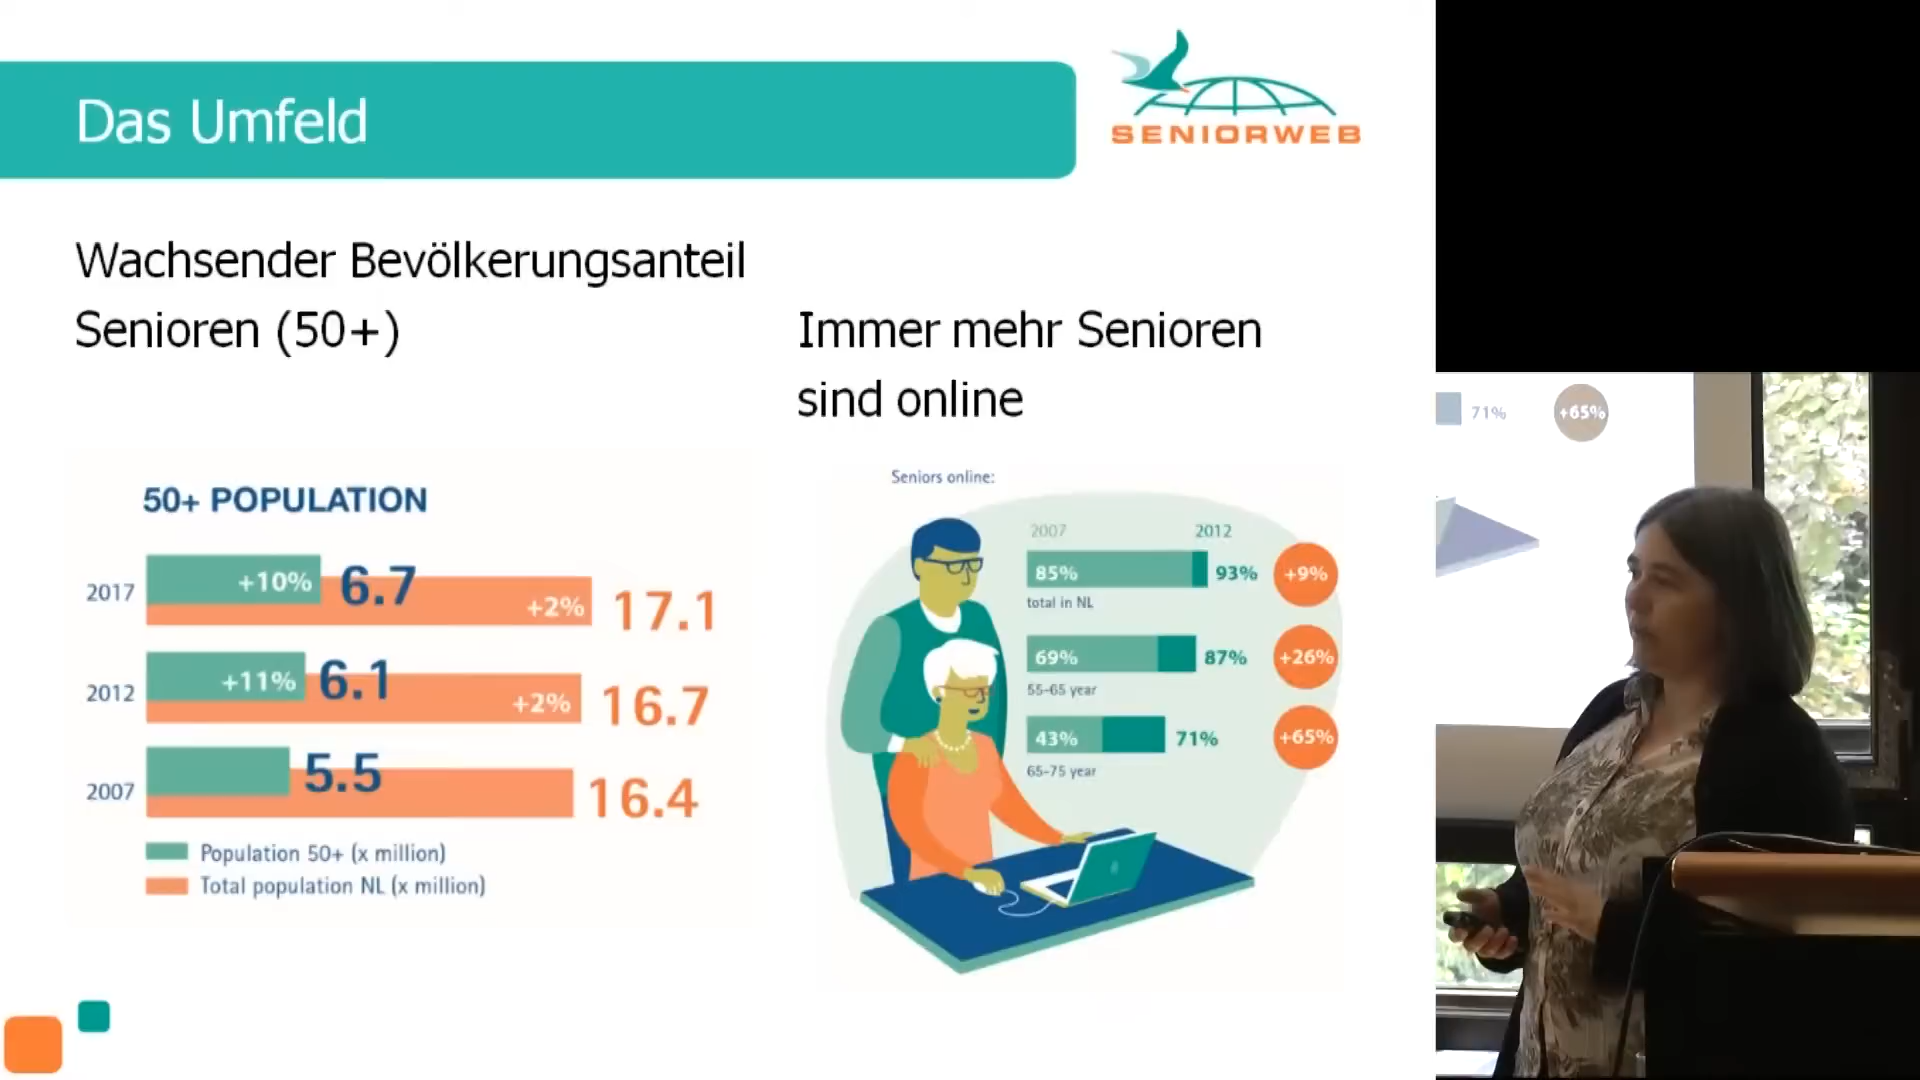 Das Umfeld
SENIORWEB
Wachsender Bevölkerungsanteil
Senioren (50+)
50+ POPULATION
2017
+10%
6.7
+2%
17.1
2012
+11%
6.1
+2%
16.7
2007
5.5
16.4
Population 50+ (x million)
Total population NL (x million)
Immer mehr Senioren
sind online
Seniors online:
2007
2012
85%
93%
+9%
total in NL
69%
87%
+26%
55-65 year
43%
71%
+65%
65-75 year
71%
+65%